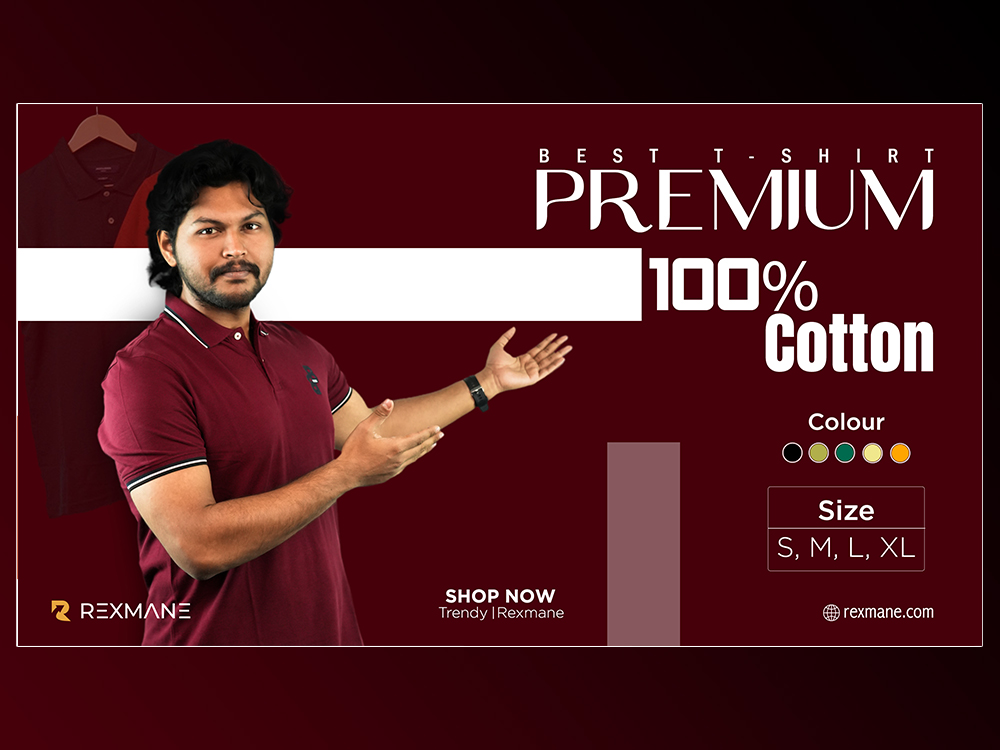 BEST T-SHIRT
PREMIUM
100%
Cotton
Colour
Size
S, M, L, XL
SHOP NOW
Trendy | Rexmane
REXMANE
rexmane.com